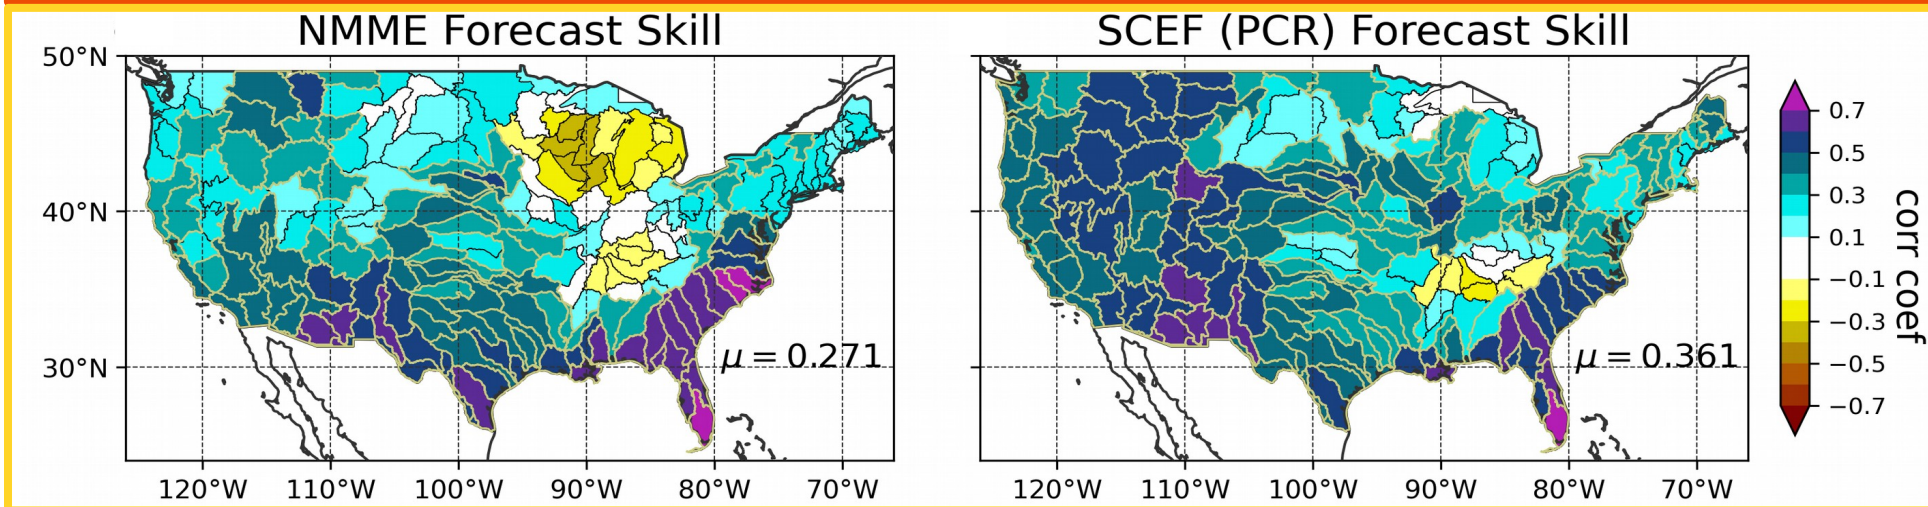 NMME Forecast Skill
SCEF (PCR) Forecast Skill
50°N
40°N
30°N
μ = 0.271
μ = 0.361
120°W 110°W 100°W 90°W 80°W 70°W
120°W 110°W 100°W 90°W 80°W 70°W
0.7
0.5
0.3
0.1
−0.1
−0.3
−0.5
−0.7
corr coef